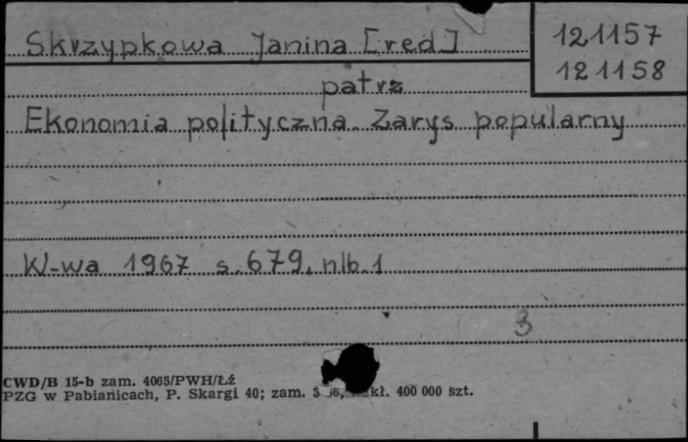 Skrzypkowa Janina [red]
121157
121158
patrz
Ekonomia polityczna. Zarys popularny
W-wa 1967 s. 679, nlb. 1
3
CWD/B 15-b zam. 4065/PWH/Łź
PZG w Pabianicach, P. Skargi 40; zam. kł. 400 000 szt.